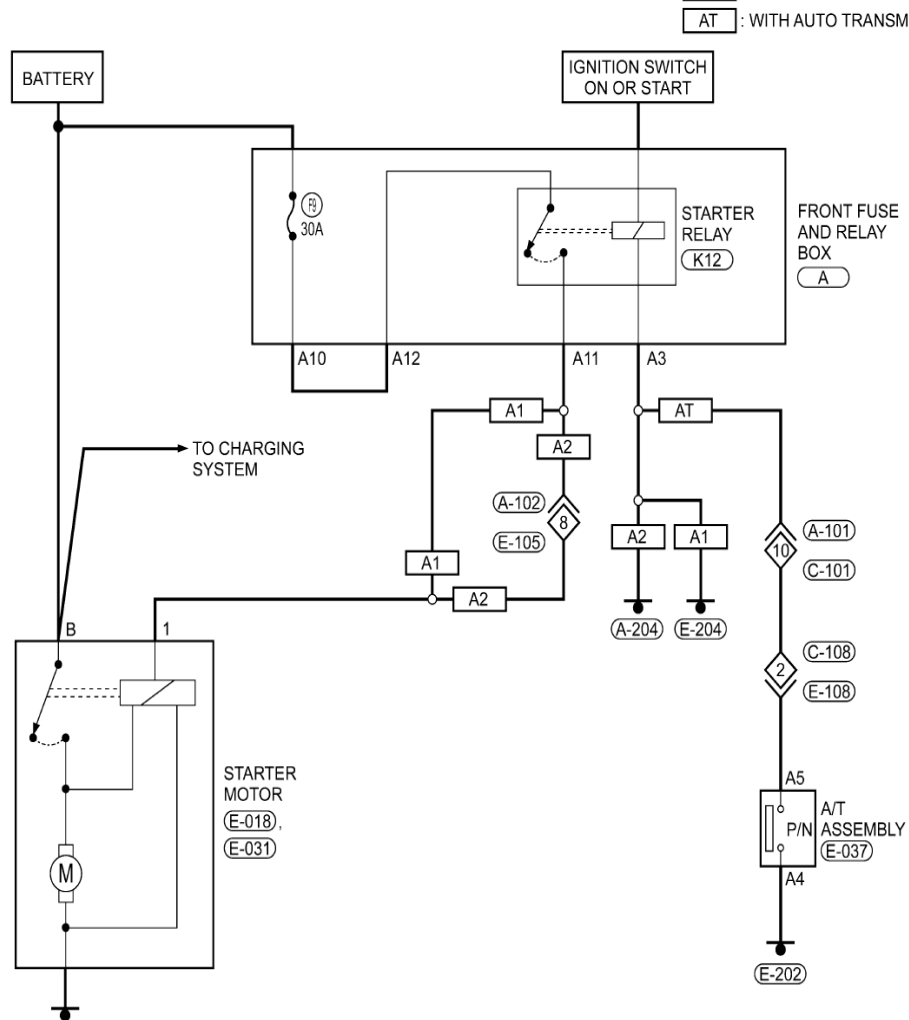 AT : WITH AUTO TRANSM
BATTERY
IGNITION SWITCH
ON OR START
F9
30A
STARTER
RELAY
K12
FRONT FUSE
AND RELAY
BOX
A
A10
A12
A11
A3
A1
AT
A2
TO CHARGING
SYSTEM
A-102
8
E-105
A2
A1
A-101
10
C-101
A1
A2
A-204
E-204
B
1
C-108
2
E-108
STARTER
MOTOR
E-018,
E-031
M
A5
P/N
A/T
ASSEMBLY
E-037
A4
E-202